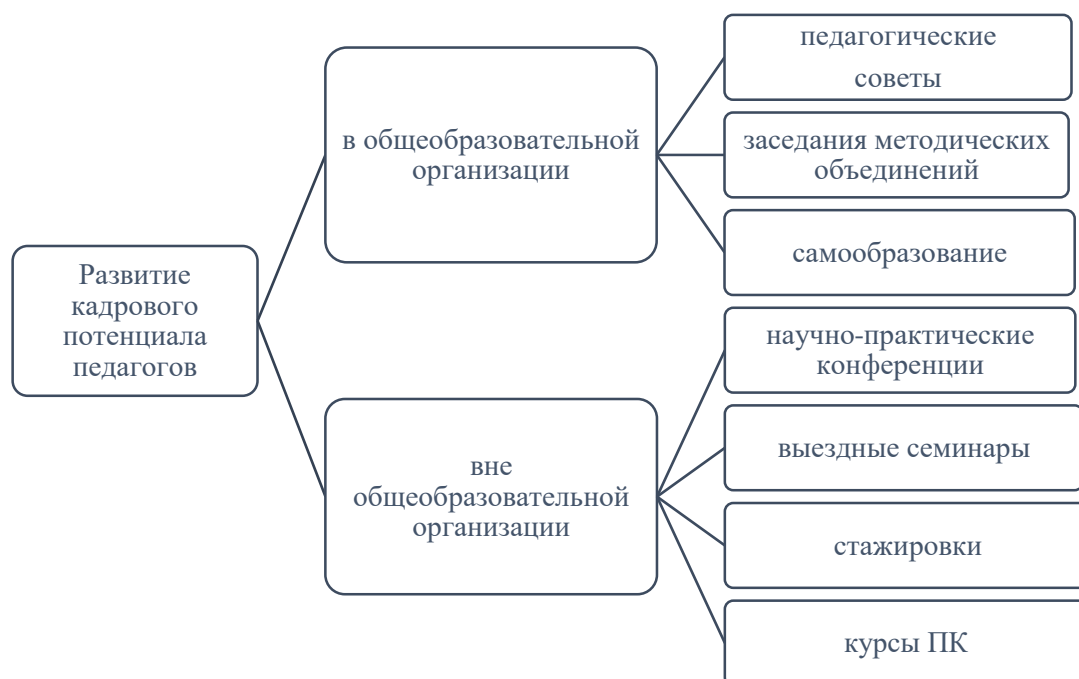 Развитие
кадрового
потенциала
педагогов
в общеобразовательной
организации
педагогические
советы
заседания методических
объединений
самообразование
вне
общеобразовательной
организации
научно-практические
конференции
выездные семинары
стажировки
курсы ПК